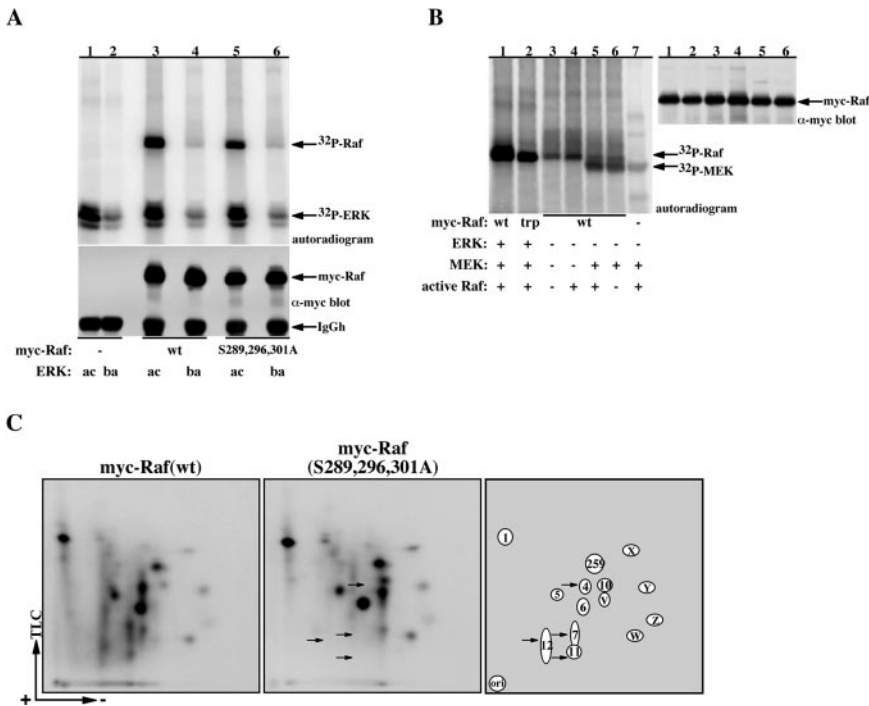 A
1 2 3 4 5 6
32P-Raf
32P-ERK
autoradiogram
myc-Raf
α-myc blot
IgGh
myc-Raf: - wt S289,296,301A
ERK: ac ba ac ba ac ba
B
1 2 3 4 5 6 7
1 2 3 4 5 6
myc-Raf
α-myc blot
32P-Raf
32P-MEK
autoradiogram
myc-Raf: wt trp wt -
ERK: + + - - - - -
MEK: + + - - + + +
active Raf: + + - + + - +
C
myc-Raf(wt)
myc-Raf
(S289,296,301A)
TLC
+ -
1
X
259
4
10
Y
5
V
6
Z
7
W
12
11
ori